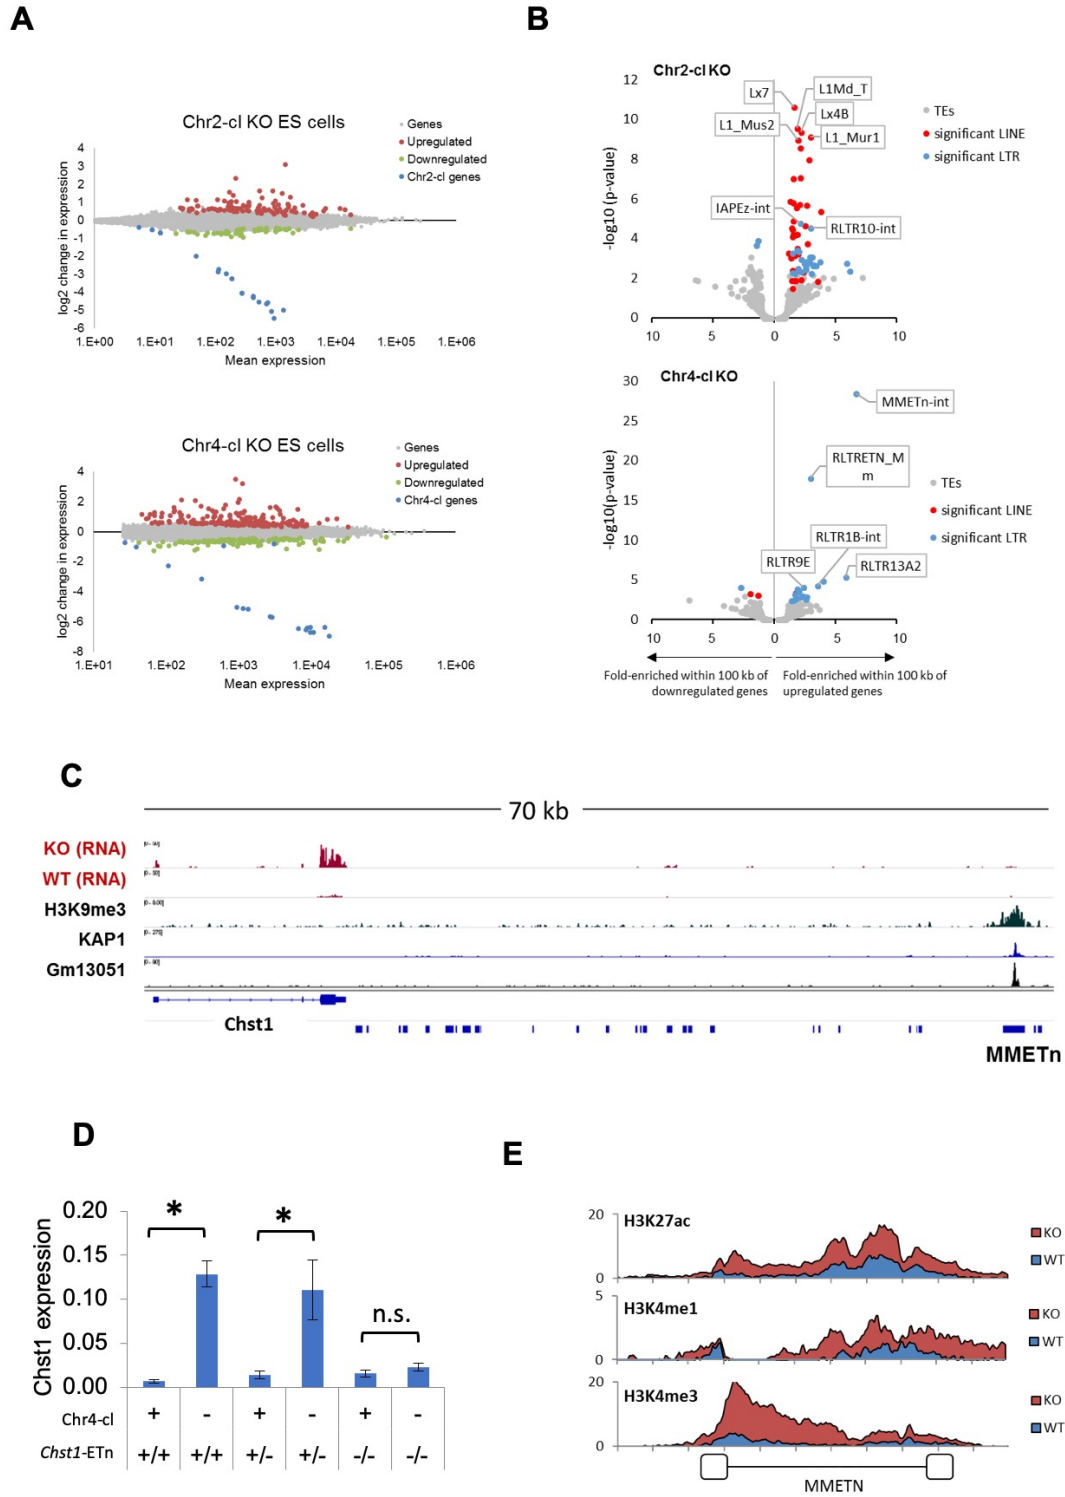 A
Chr2-cl KO ES cells
Genes
Upregulated
Downregulated
Chr2-cl genes
log2 change in expression
4
3
2
1
0
-1
-2
-3
-4
-5
-6
1.E+00 1.E+01 1.E+02 1.E+03 1.E+04 1.E+05 1.E+06
Mean expression
Chr4-cl KO ES cells
Genes
Upregulated
Downregulated
Chr4-cl genes
log2 change in expression
4
2
0
-2
-4
-6
-8
1.E+01 1.E+02 1.E+03 1.E+04 1.E+05 1.E+06
Mean expression
B
Chr2-cl KO
-log10 (p-value)
12
10
8
6
4
2
0
10 5 0 5 10
Lx7
L1Md_T
Lx4B
L1_Mus2
L1_Mur1
IAPEz-int
RLTR10-int
TEs
significant LINE
significant LTR
Chr4-cl KO
-log10(p-value)
30
25
20
15
10
5
0
10 5 0 5 10
MMETn-int
RLTRETN_M
m
RLTR1B-int
RLTR9E
RLTR13A2
TEs
significant LINE
significant LTR
Fold-enriched within 100 kb of
downregulated genes
Fold-enriched within 100 kb of
upregulated genes
C
70 kb
KO (RNA)
WT (RNA)
H3K9me3
KAP1
Gm13051
Chst1
MMETn
D
Chst1 expression
0.20
0.15
0.10
0.05
0.00
* * n.s.
Chr4-cl + - + - + -
Chst1-ETn +/+ +/+ +/- +/- -/- -/-
E
20
H3K27ac
0
KO
WT
5
H3K4me1
0
KO
WT
20
H3K4me3
0
KO
WT
MMETN